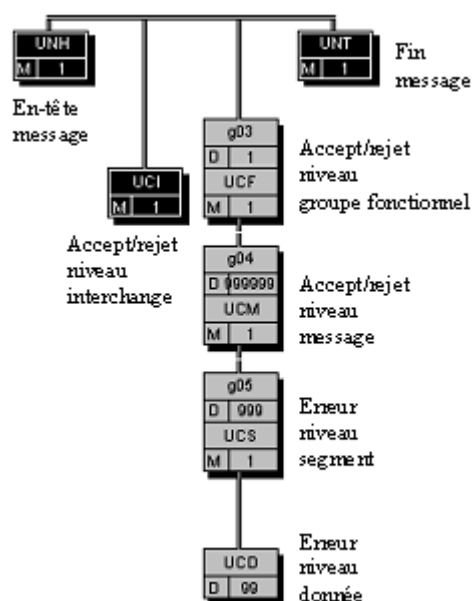 UNH
M 1
En-tête
message
UNT
M 1
Fin
message
UCI
M 1
Accept/rejet
niveau
interchange
g03
D 1
UCF
M 1
Accept/rejet
niveau
groupe fonctionnel
g04
D 999999
UCM
M 1
Accept/rejet
niveau
message
g05
D 999
UCS
M 1
Erreur
niveau
segment
UCD
D 99
Erreur
niveau
donnée